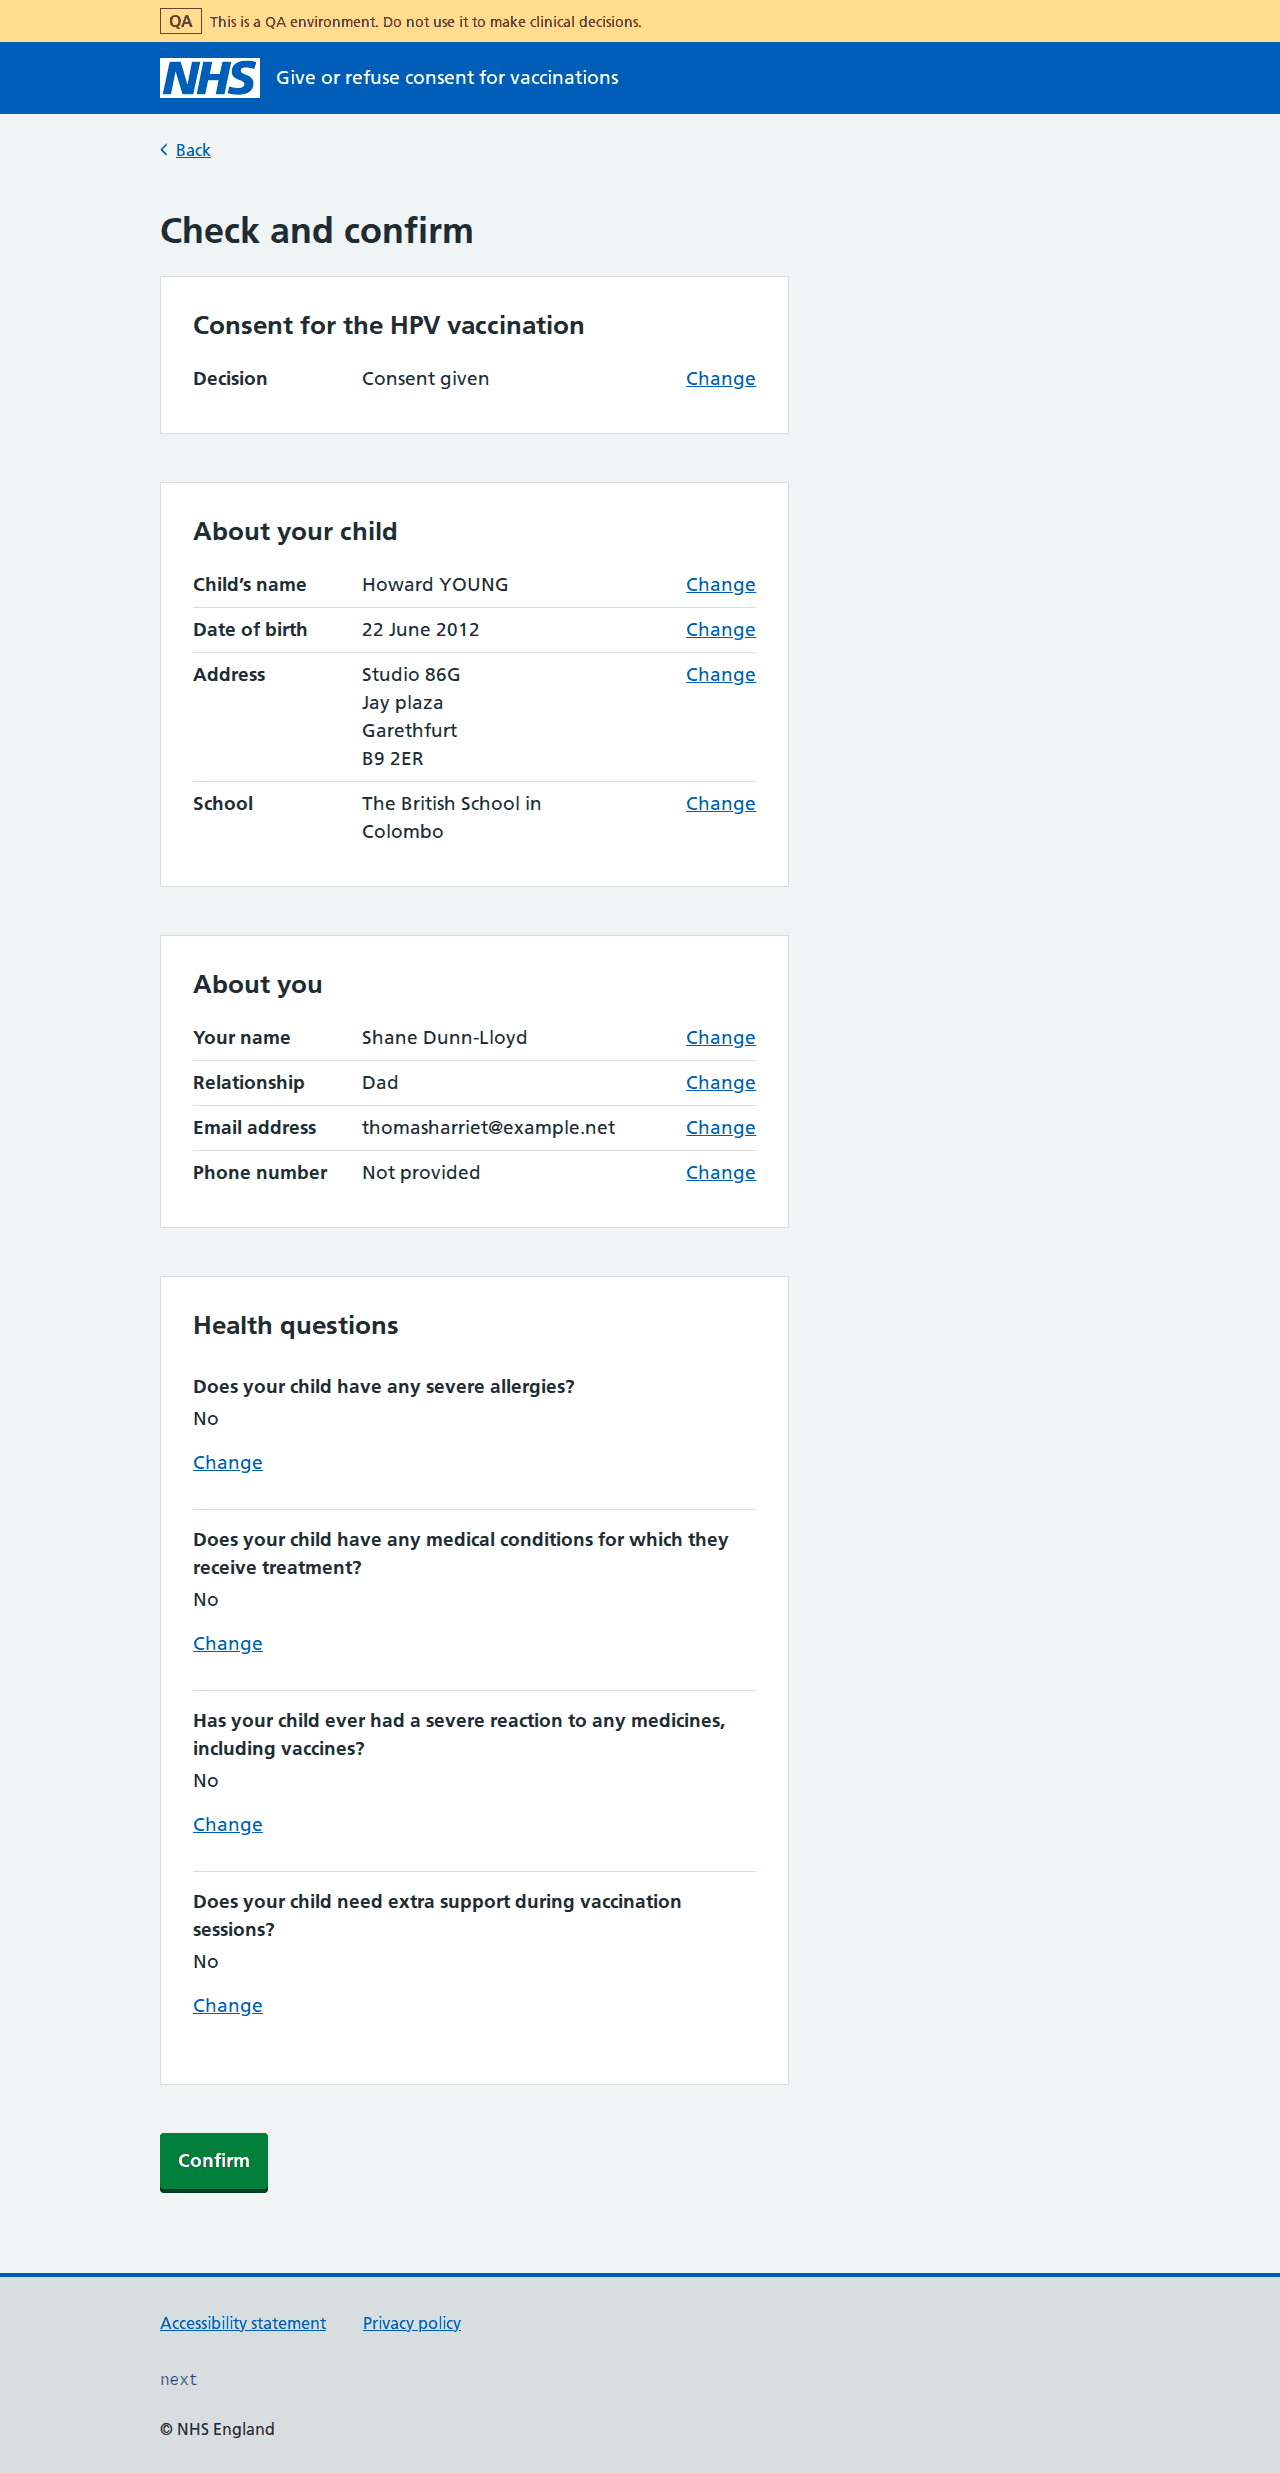 QA This is a QA environment. Do not use it to make clinical decisions.
NHS Give or refuse consent for vaccinations
Back
Check and confirm
Consent for the HPV vaccination
Decision Consent given Change
About your child
Child’s name Howard YOUNG Change
Date of birth 22 June 2012 Change
Address Studio 86G Change
Jay plaza
Garethfurt
B9 2ER
School The British School in Change
Colombo
About you
Your name Shane Dunn-Lloyd Change
Relationship Dad Change
Email address thomasharriet@example.net Change
Phone number Not provided Change
Health questions
Does your child have any severe allergies?
No
Change
Does your child have any medical conditions for which they
receive treatment?
No
Change
Has your child ever had a severe reaction to any medicines,
including vaccines?
No
Change
Does your child need extra support during vaccination
sessions?
No
Change
Confirm
Accessibility statement Privacy policy
next
© NHS England